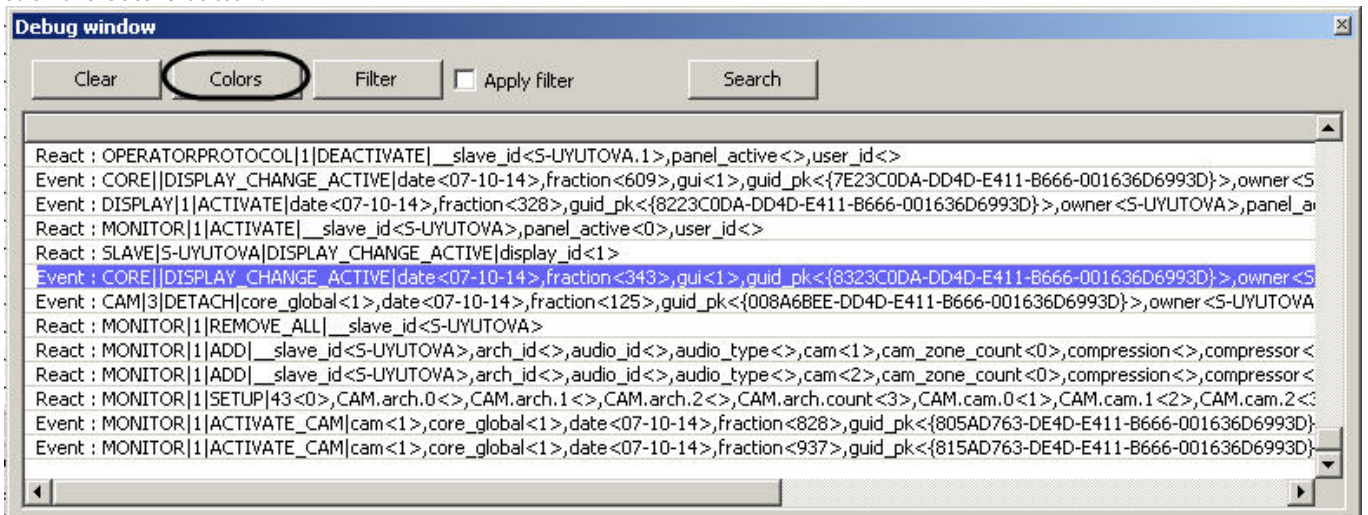 Debug window
Clear Colors Filter Apply filter Search
React : OPERATORPROTOCOL|1|DEACTIVATE|__slave_id<S-UYUTOVA.1>,panel_active<>,user_id<>
Event : CORE||DISPLAY_CHANGE_ACTIVE|date<07-10-14>,fraction<609>,gui<1>,guid_pk<{7E23C0DA-DD4D-E411-B666-001636D6993D}>,owner<S
Event : DISPLAY|1|ACTIVATE|date<07-10-14>,fraction<328>,guid_pk<{8223C0DA-DD4D-E411-B666-001636D6993D}>,owner<S-UYUTOVA>,panel_a
React : MONITOR|1|ACTIVATE|__slave_id<S-UYUTOVA>,panel_active<0>,user_id<>
React : SLAVE|S-UYUTOVA|DISPLAY_CHANGE_ACTIVE|display_id<1>
Event : CORE||DISPLAY_CHANGE_ACTIVE|date<07-10-14>,fraction<343>,gui<1>,guid_pk<{8323C0DA-DD4D-E411-B666-001636D6993D}>,owner<S
Event : CAM|3|DETACH|core_global<1>,date<07-10-14>,fraction<125>,guid_pk<{008A6BEE-DD4D-E411-B666-001636D6993D}>,owner<S-UYUTOVA
React : MONITOR|1|REMOVE_ALL|__slave_id<S-UYUTOVA>
React : MONITOR|1|ADD|__slave_id<S-UYUTOVA>,arch_id<>,audio_id<>,audio_type<>,cam<1>,cam_zone_count<0>,compression<>,compressor<
React : MONITOR|1|ADD|__slave_id<S-UYUTOVA>,arch_id<>,audio_id<>,audio_type<>,cam<2>,cam_zone_count<0>,compression<>,compressor<
React : MONITOR|1|SETUP|43<0>,CAM.arch.0<>,CAM.arch.1<>,CAM.arch.2<>,CAM.arch.count<3>,CAM.cam.0<1>,CAM.cam.1<2>,CAM.cam.2<3
Event : MONITOR|1|ACTIVATE_CAM|cam<1>,core_global<1>,date<07-10-14>,fraction<828>,guid_pk<{805AD763-DE4D-E411-B666-001636D6993D}
Event : MONITOR|1|ACTIVATE_CAM|cam<1>,core_global<1>,date<07-10-14>,fraction<937>,guid_pk<{815AD763-DE4D-E411-B666-001636D6993D}